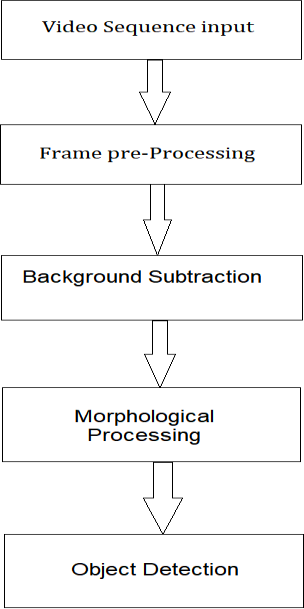 Video Sequence input
Frame pre-Processing
Background Subtraction
Morphological
Processing
Object Detection